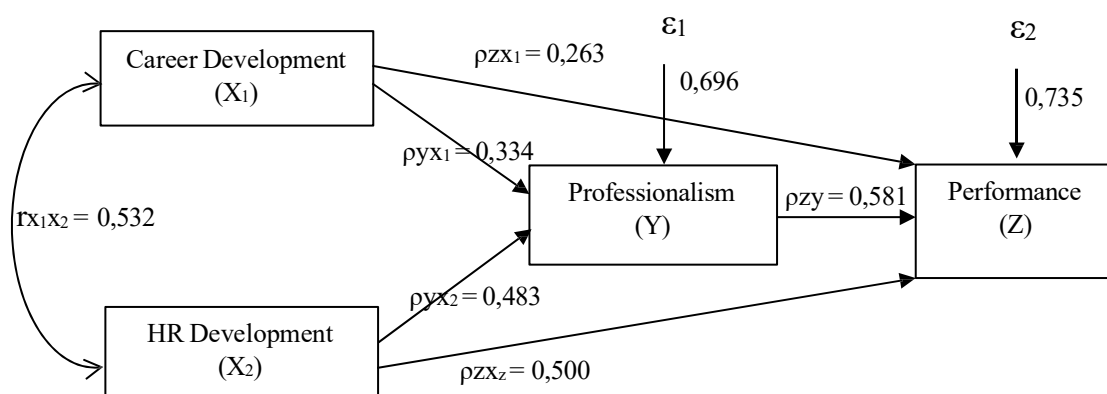 ε1
ε2
Career Development
(X1)
ρzx1 = 0,263
0,696
0,735
ρyx1 = 0,334
Professionalism
(Y)
ρzy = 0,581
Performance
(Z)
rx1x2 = 0,532
ρyx2 = 0,483
HR Development
(X2)
ρzxz = 0,500